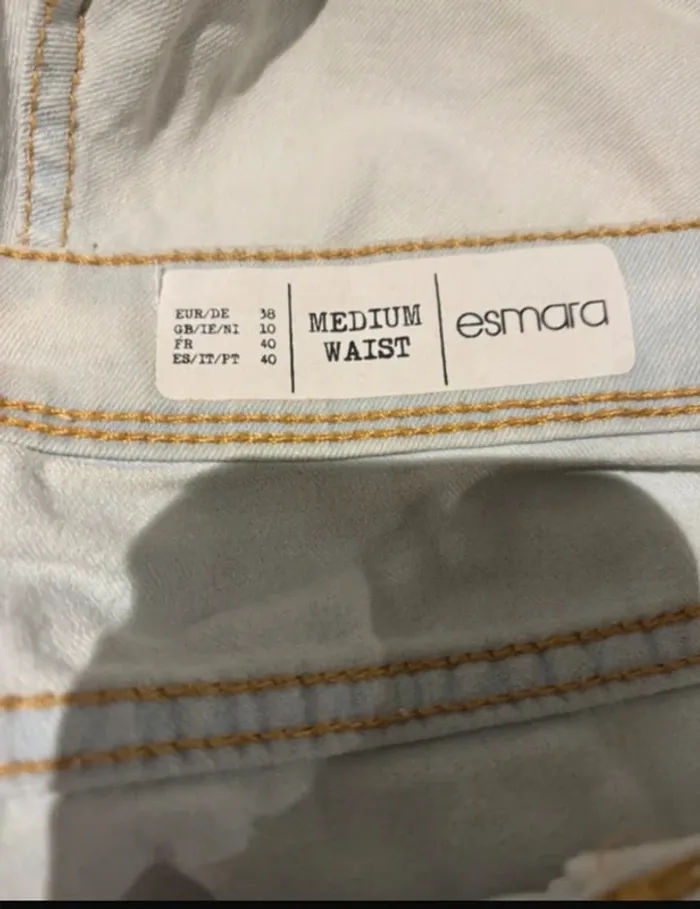 EUR/DE 38
GB/IE/NI 10
FR 40
ES/IT/PT 40
MEDIUM
WAIST
esmara